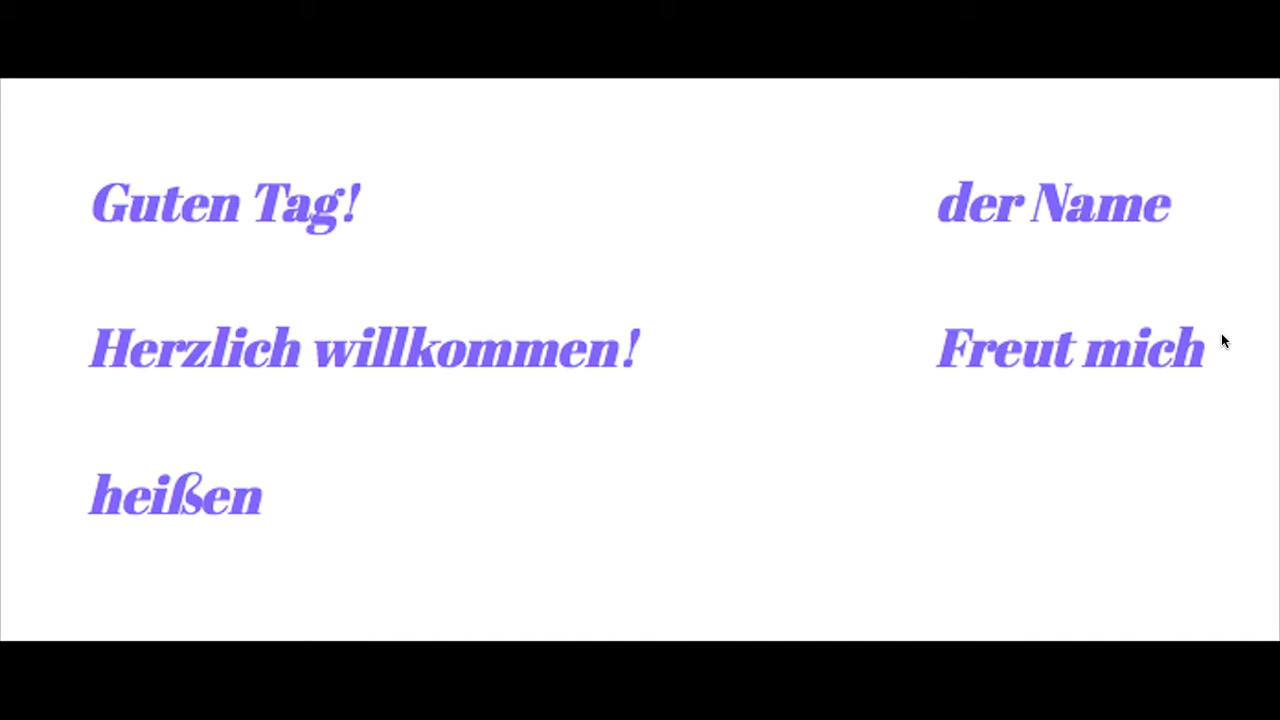 Guten Tag!
der Name
Herzlich willkommen!
Freut mich
heißen